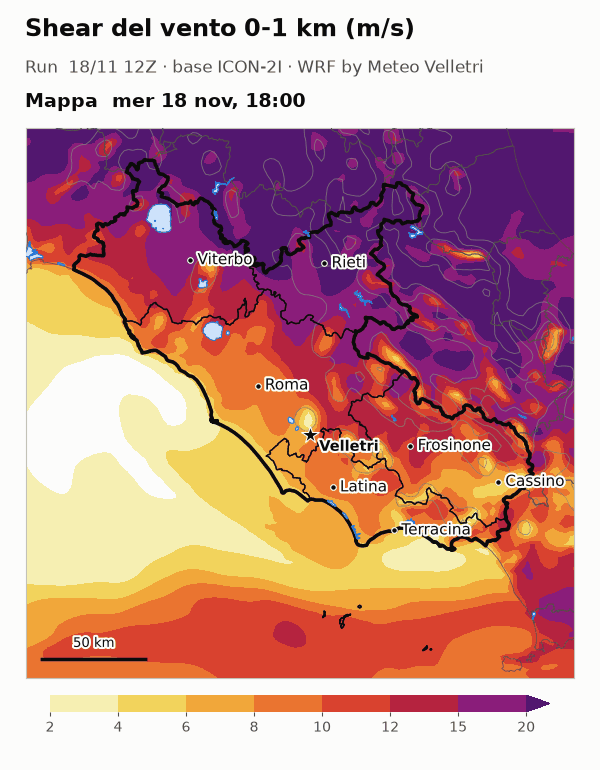 Shear del vento 0-1 km (m/s)
Run  18/11 12Z · base ICON-2I · WRF by Meteo Velletri
Mappa  mer 18 nov, 18:00
Viterbo
Rieti
Roma
Velletri
Frosinone
Cassino
Latina
Terracina
50 km
2 4 6 8 10 12 15 20